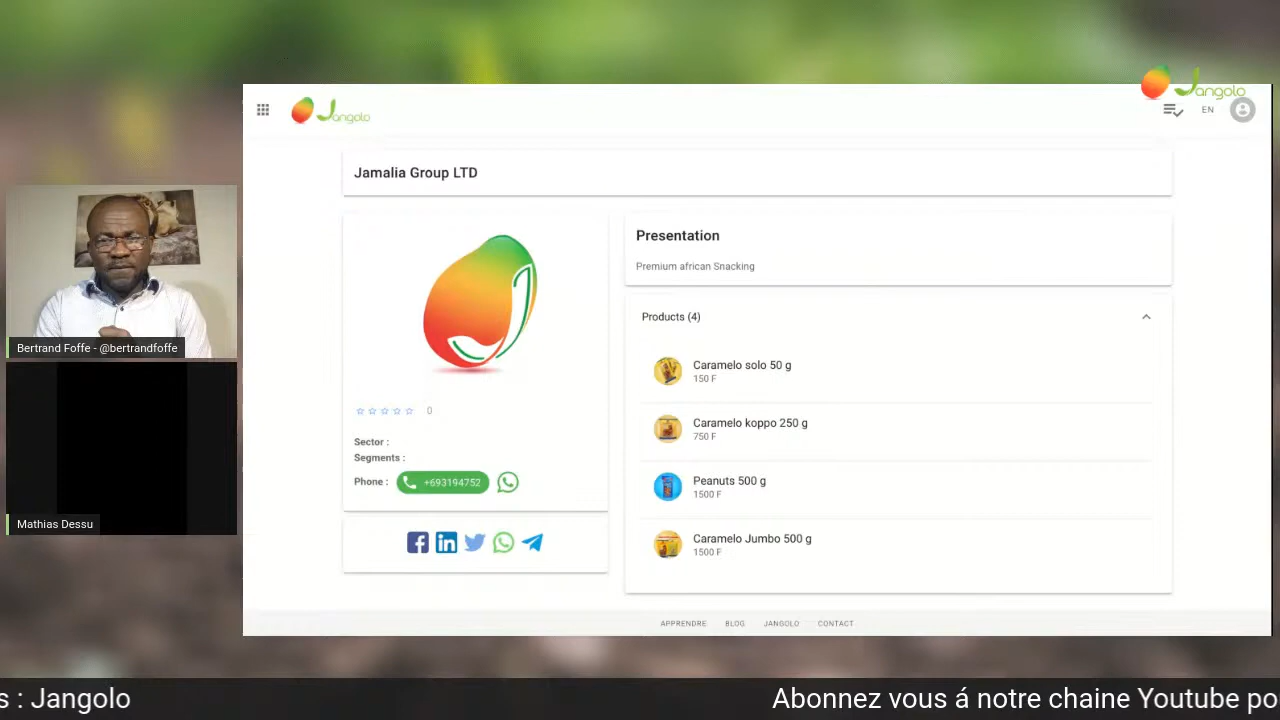 Jangolo
Jangolo
EN
Jamalia Group LTD
0
Sector :
Segments :
Phone :
+693194752
Presentation
Premium african Snacking
Products (4)
Caramelo solo 50 g
150 F
Caramelo koppo 250 g
750 F
Peanuts 500 g
1500 F
Caramelo Jumbo 500 g
1500 F
APPRENDRE BLOG JANGOLO CONTACT
Bertrand Foffe - @bertrandfoffe
Mathias Dessu
s : Jangolo
Abonnez vous á notre chaine Youtube po